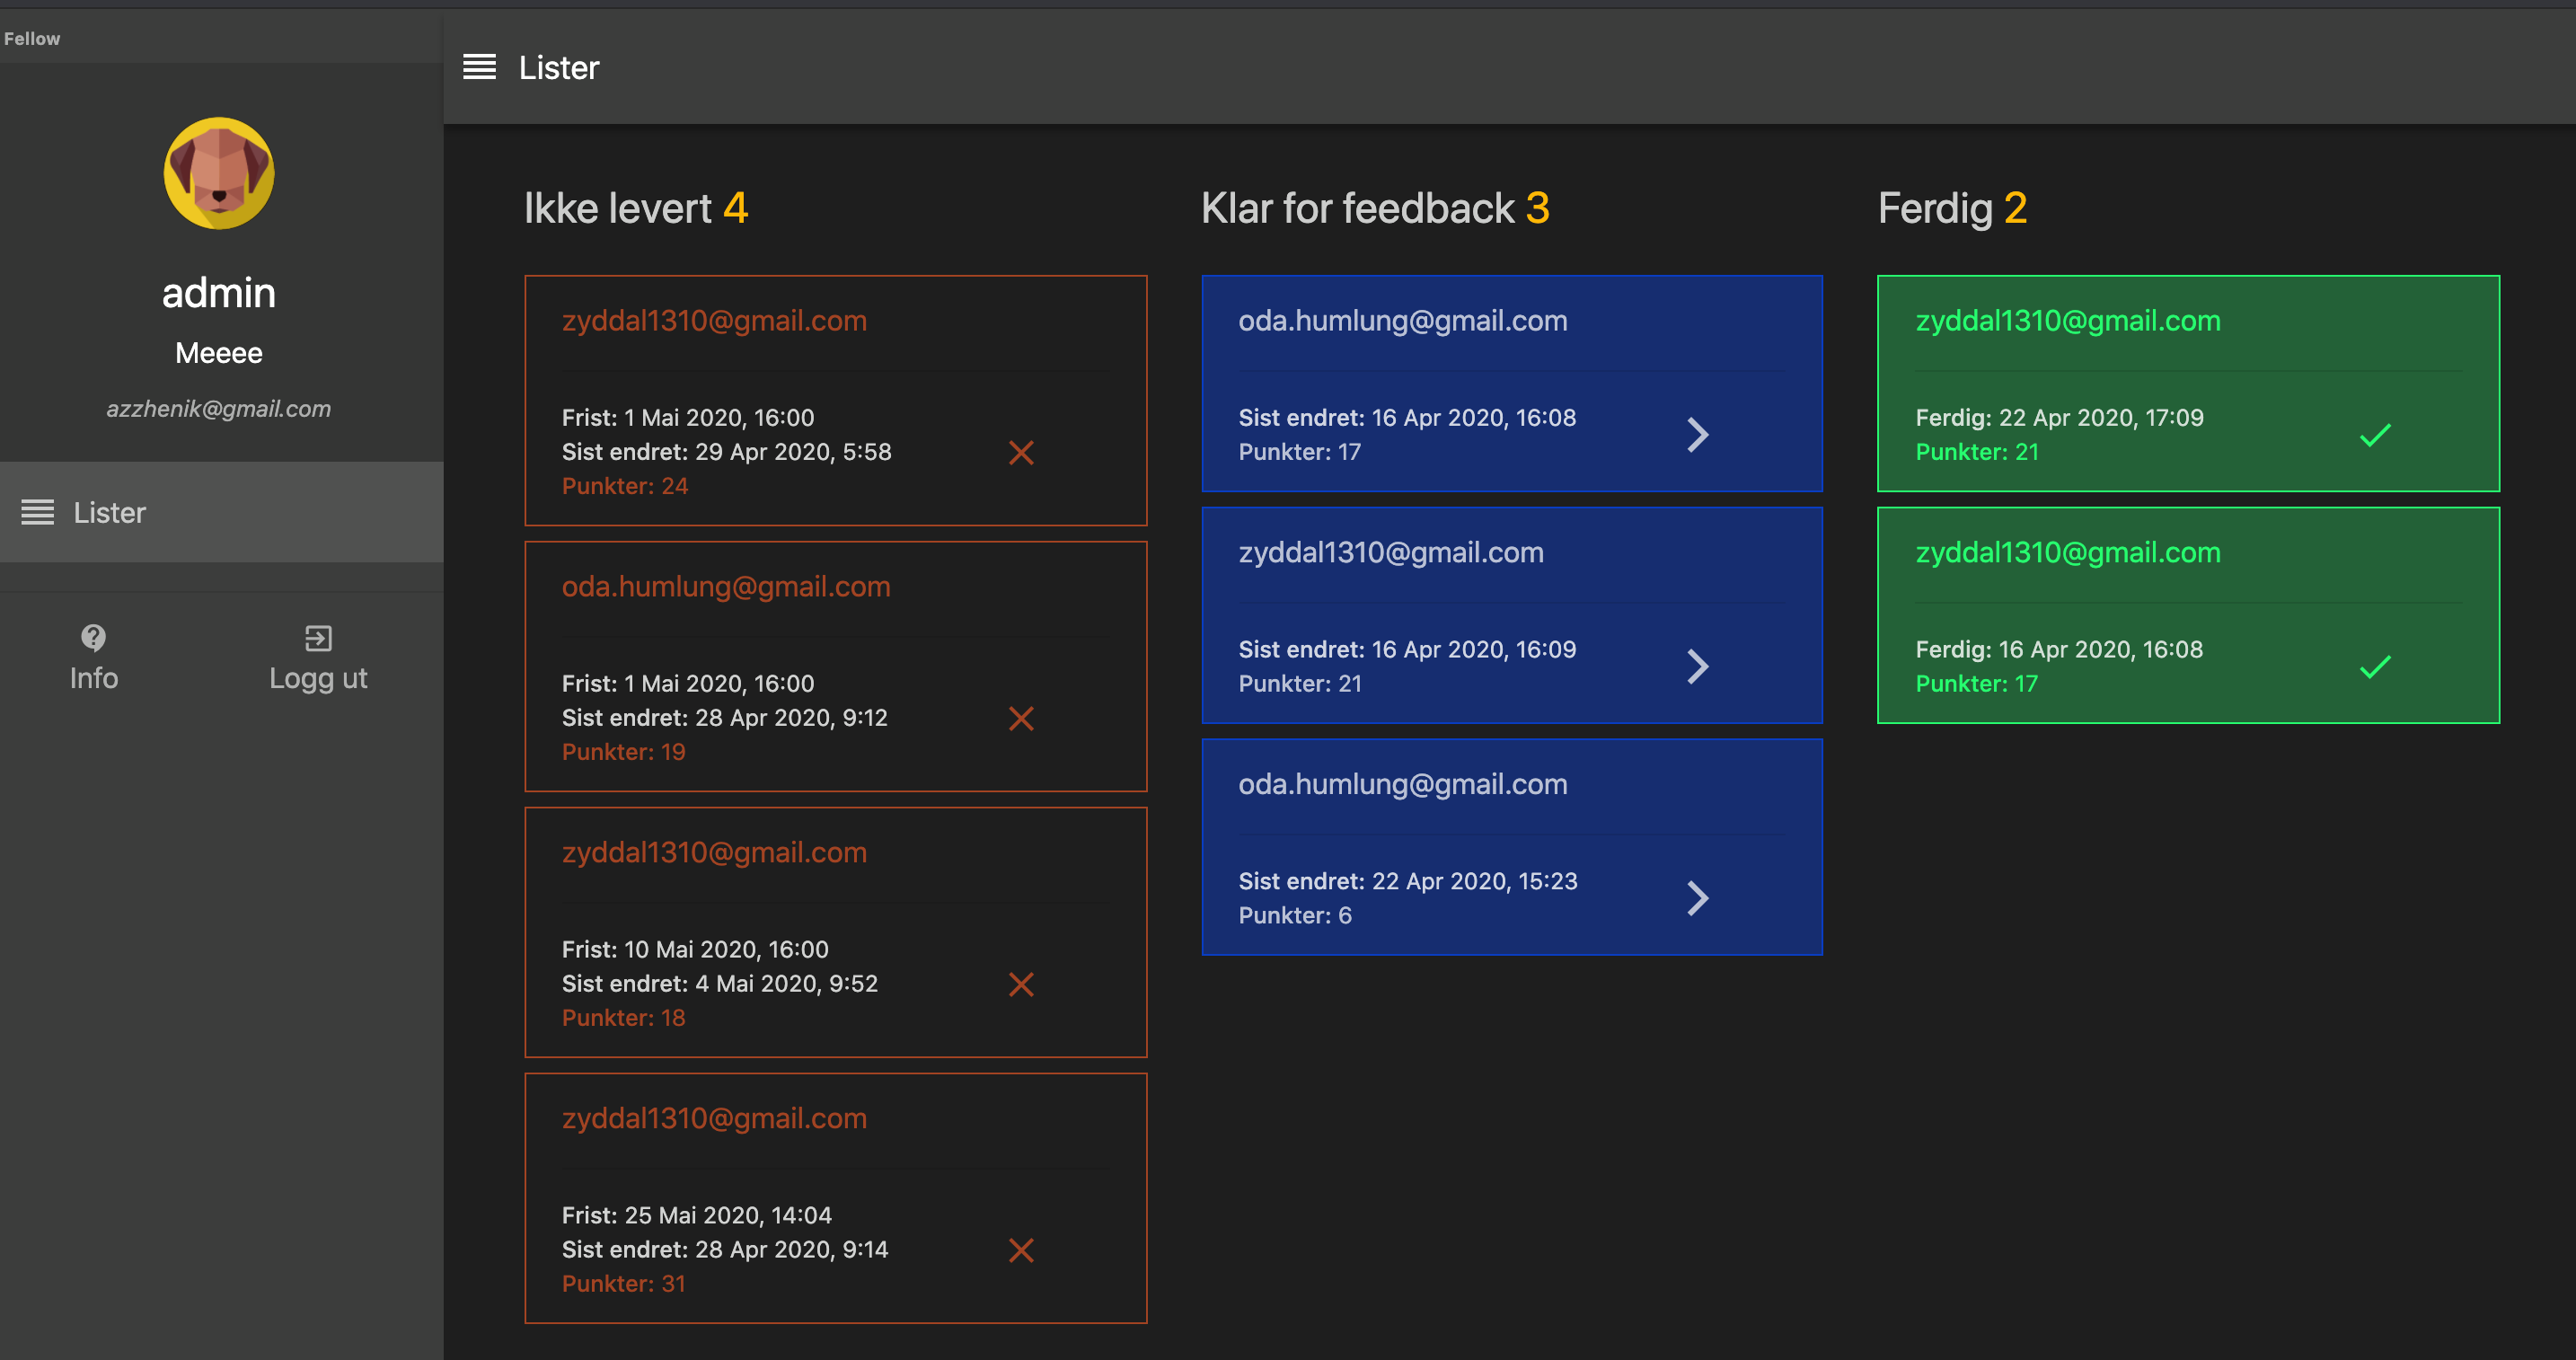 Fellow
admin
Meeee
azzhenik@gmail.com
Lister
Info
Logg ut
Lister
Ikke levert 4
zyddal1310@gmail.com
Frist: 1 Mai 2020, 16:00
Sist endret: 29 Apr 2020, 5:58
Punkter: 24
oda.humlung@gmail.com
Frist: 1 Mai 2020, 16:00
Sist endret: 28 Apr 2020, 9:12
Punkter: 19
zyddal1310@gmail.com
Frist: 10 Mai 2020, 16:00
Sist endret: 4 Mai 2020, 9:52
Punkter: 18
zyddal1310@gmail.com
Frist: 25 Mai 2020, 14:04
Sist endret: 28 Apr 2020, 9:14
Punkter: 31
Klar for feedback 3
oda.humlung@gmail.com
Sist endret: 16 Apr 2020, 16:08
Punkter: 17
zyddal1310@gmail.com
Sist endret: 16 Apr 2020, 16:09
Punkter: 21
oda.humlung@gmail.com
Sist endret: 22 Apr 2020, 15:23
Punkter: 6
Ferdig 2
zyddal1310@gmail.com
Ferdig: 22 Apr 2020, 17:09
Punkter: 21
zyddal1310@gmail.com
Ferdig: 16 Apr 2020, 16:08
Punkter: 17